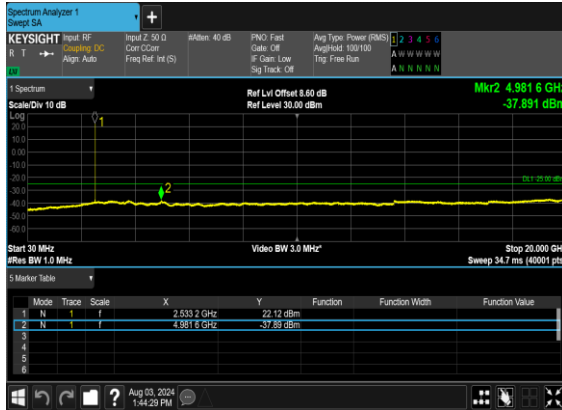 Spectrum Analyzer 1
Swept SA
+
KEYSIGHT Input: RF Input Z: 50 Ω #Atten: 40 dB PNO: Fast Avg Type: Power (RMS) 1 2 3 4 5 6
R T Coupling: DC Corr CCorr Gate: Off Avg|Hold: 100/100 A W W W W W
Align: Auto Freq Ref: Int (S) IF Gain: Low Trig: Free Run
Sig Track: Off A N N N N N
1 Spectrum Ref Lvl Offset 8.60 dB Mkr2 4.981 6 GHz
Scale/Div 10 dB Ref Level 30.00 dBm -37.891 dBm
Log
20.0
10.0
0.00
-10.0
-20.0
-30.0
-40.0
-50.0
-60.0
1
2
DL1 -25.00 dBm
Start 30 MHz Video BW 3.0 MHz* Stop 20.000 GH
#Res BW 1.0 MHz Sweep 34.7 ms (40001 pts
5 Marker Table
Mode Trace Scale X Y Function Function Width Function Value
1 N 1 f 2.533 2 GHz 22.12 dBm
2 N 1 f 4.981 6 GHz -37.89 dBm
3
4
5
6
? Aug 03, 2024
1:44:29 PM